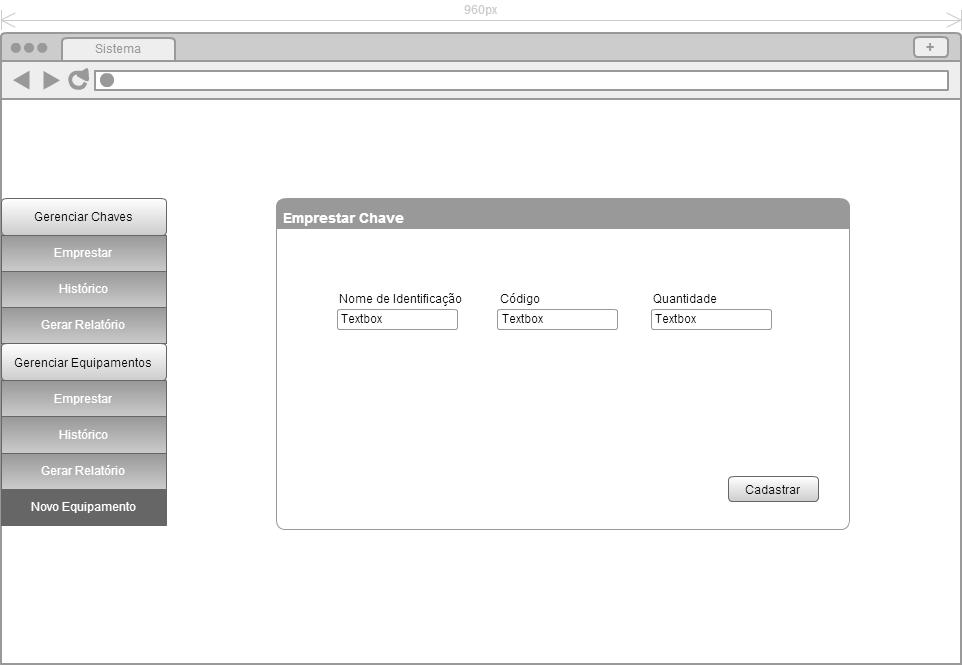 960px
Sistema
+
Gerenciar Chaves
Emprestar
Histórico
Gerar Relatório
Gerenciar Equipamentos
Emprestar
Histórico
Gerar Relatório
Novo Equipamento
Emprestar Chave
Nome de Identificação Código Quantidade
Textbox Textbox Textbox
Cadastrar